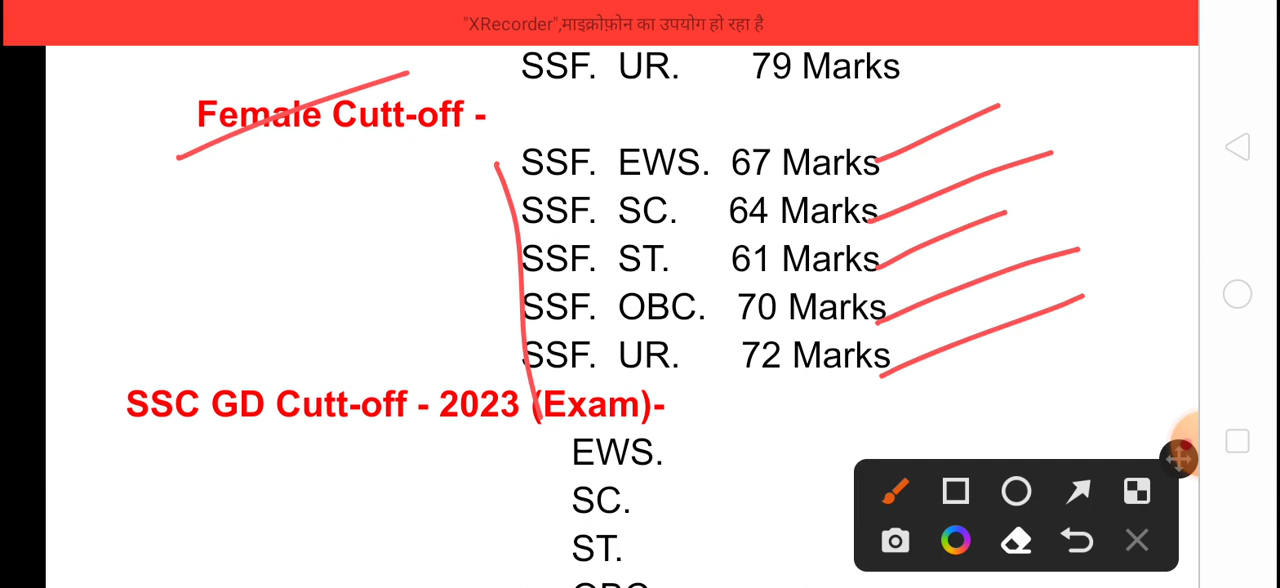 "XRecorder",माइक्रोफ़ोन का उपयोग हो रहा है
SSF. UR. 79 Marks
Female Cutt-off -
SSF. EWS. 67 Marks
SSF. SC. 64 Marks
SSF. ST. 61 Marks
SSF. OBC. 70 Marks
SSF. UR. 72 Marks
SSC GD Cutt-off - 2023 (Exam)-
EWS.
SC.
ST.